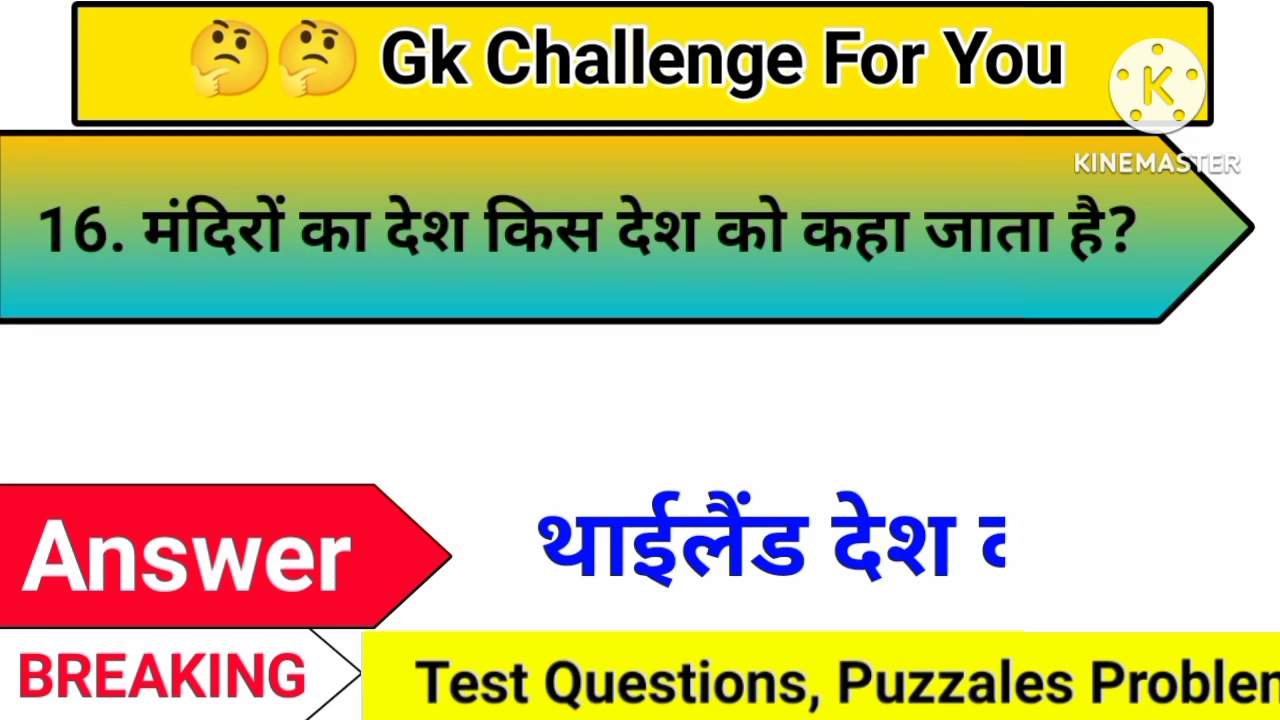 🤔🤔 Gk Challenge For You
K
KINEMASTER
16. मंदिरों का देश किस देश को कहा जाता है?
Answer
थाईलैंड देश
BREAKING
Test Questions, Puzzales